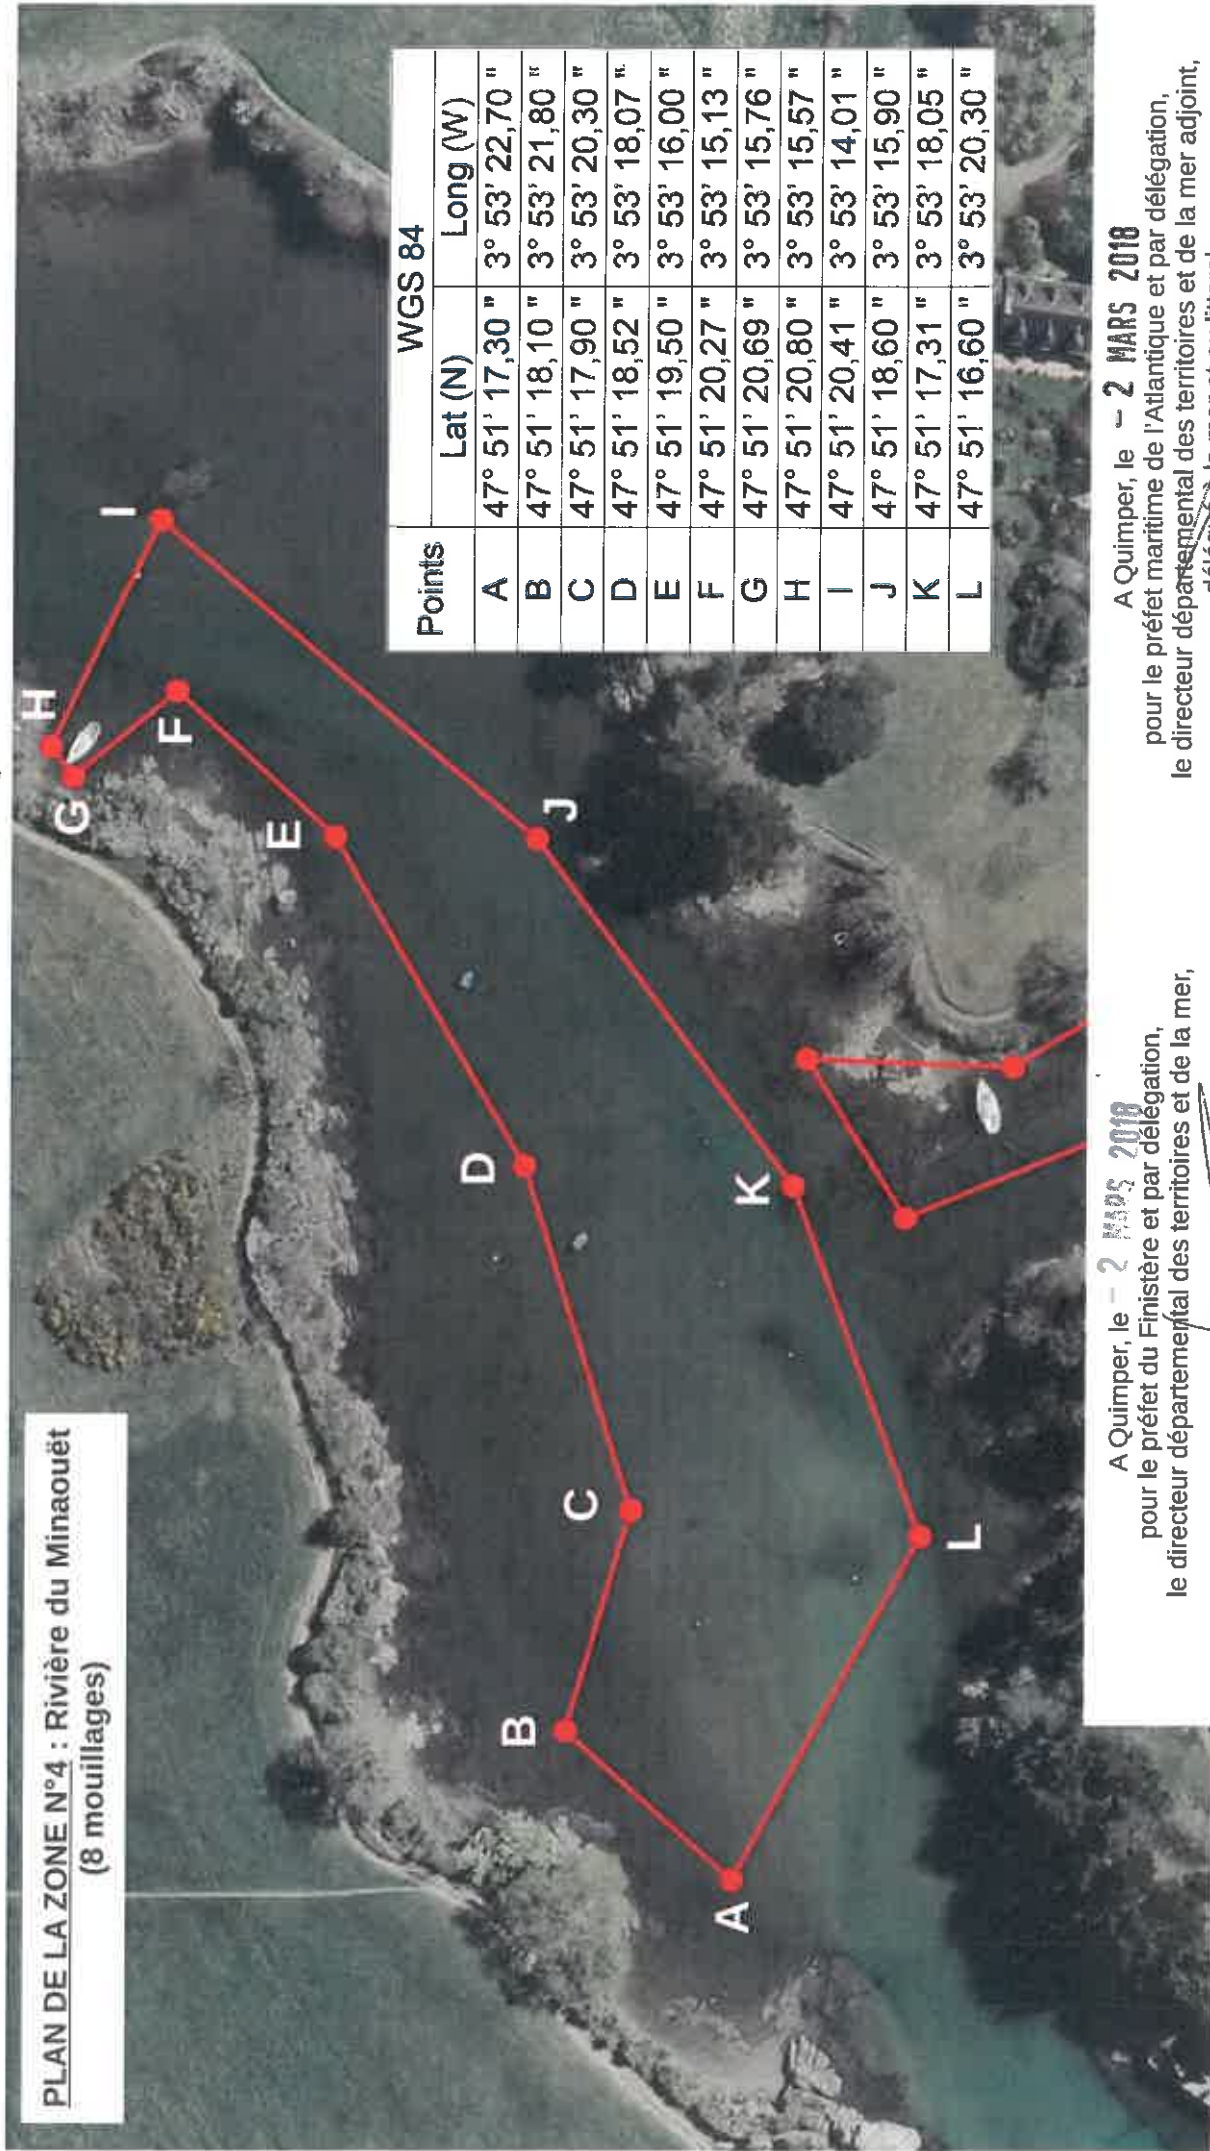 PLAN DE LA ZONE N°4 : Rivière du Minaouët
(8 mouillages)
H
I
G
F
E
J
D
K
C
B
L
A
Points WGS 84
Lat (N) Long (W)
A 47° 51' 17,30 " 3° 53' 22,70 "
B 47° 51' 18,10 " 3° 53' 21,80 "
C 47° 51' 17,90 " 3° 53' 20,30 "
D 47° 51' 18,52 " 3° 53' 18,07 "
E 47° 51' 19,50 " 3° 53' 16,00 "
F 47° 51' 20,27 " 3° 53' 15,13 "
G 47° 51' 20,69 " 3° 53' 15,76 "
H 47° 51' 20,80 " 3° 53' 15,57 "
I 47° 51' 20,41 " 3° 53' 14,01 "
J 47° 51' 18,60 " 3° 53' 15,90 "
K 47° 51' 17,31 " 3° 53' 18,05 "
L 47° 51' 16,60 " 3° 53' 20,30 "
A Quimper, le - 2 MARS 2018
pour le préfet du Finistère et par délégation,
le directeur départemental des territoires et de la mer,
A Quimper, le - 2 MARS 2018
pour le préfet maritime de l'Atlantique et par délégation,
le directeur départemental des territoires et de la mer adjoint,